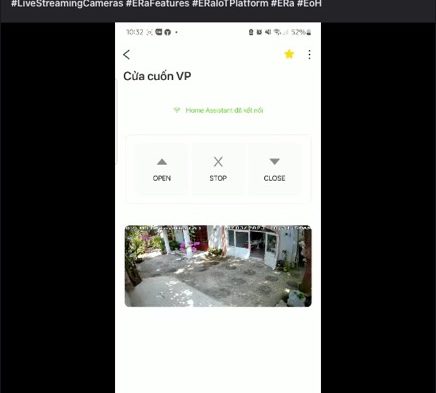 #LiveStreamingCameras #ERaFeatures #ERaIoTPlatform #ERa #EoH
10:32
52%
Cửa cuốn VP
Home Assistant đã kết nối
OPEN
STOP
CLOSE